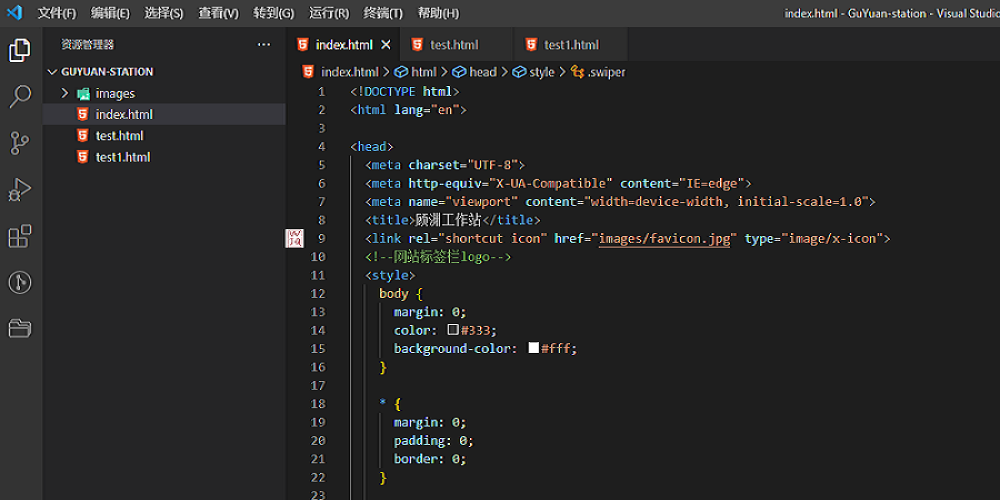 文件(F) 编辑(E) 选择(S) 查看(V) 转到(G) 运行(R) 终端(T) 帮助(H) index.html - GuYuan-station - Visual Studio
资源管理器 ···
GUYUAN-STATION
images
index.html
test.html
test1.html
index.html test.html test1.html
index.html > html > head > style > .swiper
1 <!DOCTYPE html>
2 <html lang="en">
3
4 <head>
5 <meta charset="UTF-8">
6 <meta http-equiv="X-UA-Compatible" content="IE=edge">
7 <meta name="viewport" content="width=device-width, initial-scale=1.0">
8 <title>顾渊工作站</title>
9 <link rel="shortcut icon" href="images/favicon.jpg" type="image/x-icon">
10 <!--网站标签栏logo-->
11 <style>
12 body {
13 margin: 0;
14 color: #333;
15 background-color: #fff;
16 }
17
18 * {
19 margin: 0;
20 padding: 0;
21 border: 0;
22 }
23